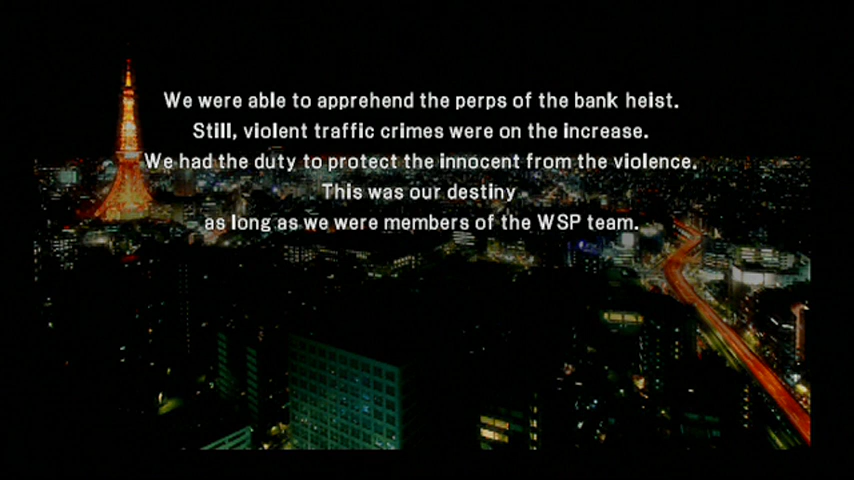 We were able to apprehend the perps of the bank heist.
Still, violent traffic crimes were on the increase.
We had the duty to protect the innocent from the violence.
This was our destiny
as long as we were members of the WSP team.